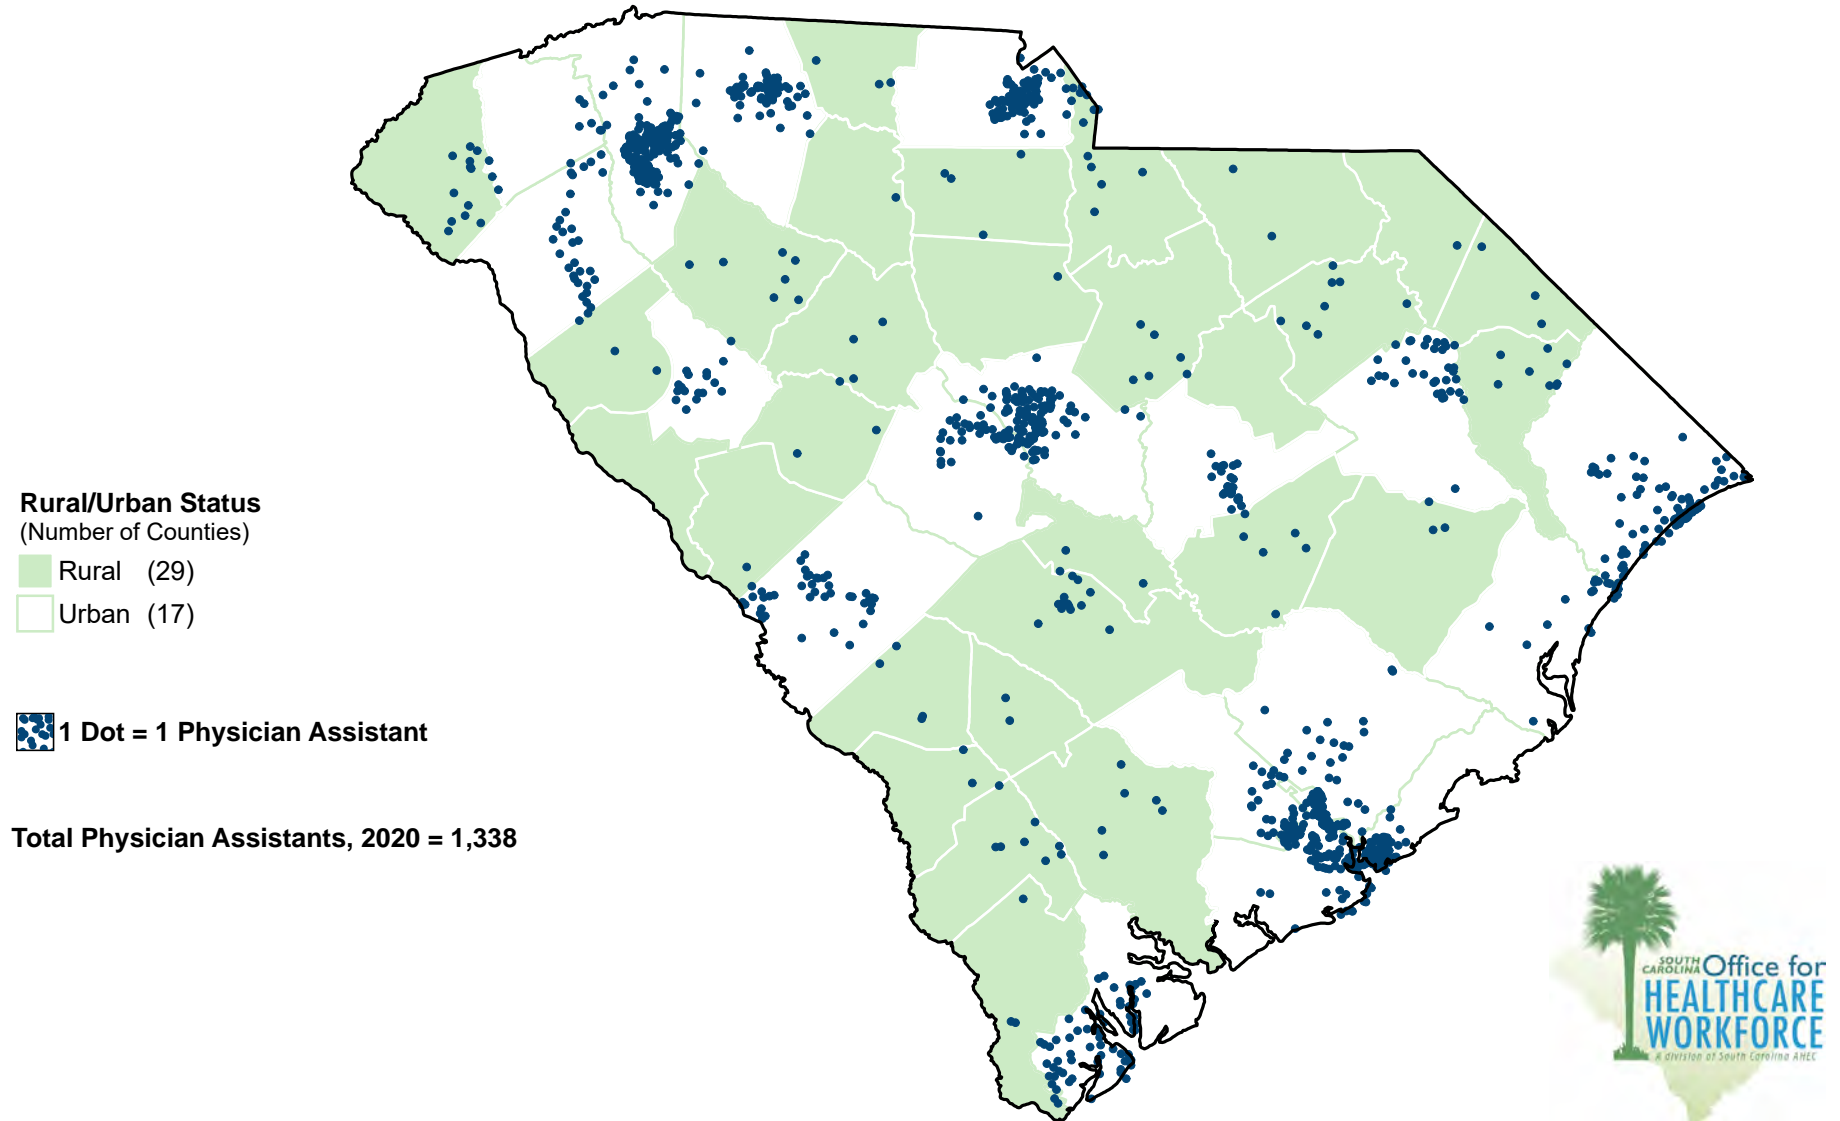 Rural/Urban Status
(Number of Counties)
Rural (29)
Urban (17)
1 Dot = 1 Physician Assistant
Total Physician Assistants, 2020 = 1,338
SOUTH CAROLINA Office for
HEALTHCARE
WORKFORCE
A division of South Carolina AHEC